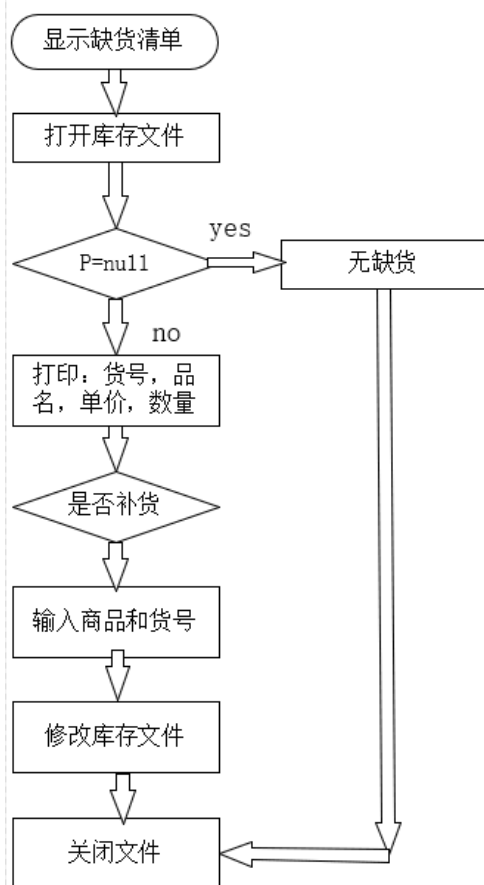 显示缺货清单
打开库存文件
yes
P=null
无缺货
no
打印：货号，品
名，单价，数量
是否补货
输入商品和货号
修改库存文件
关闭文件